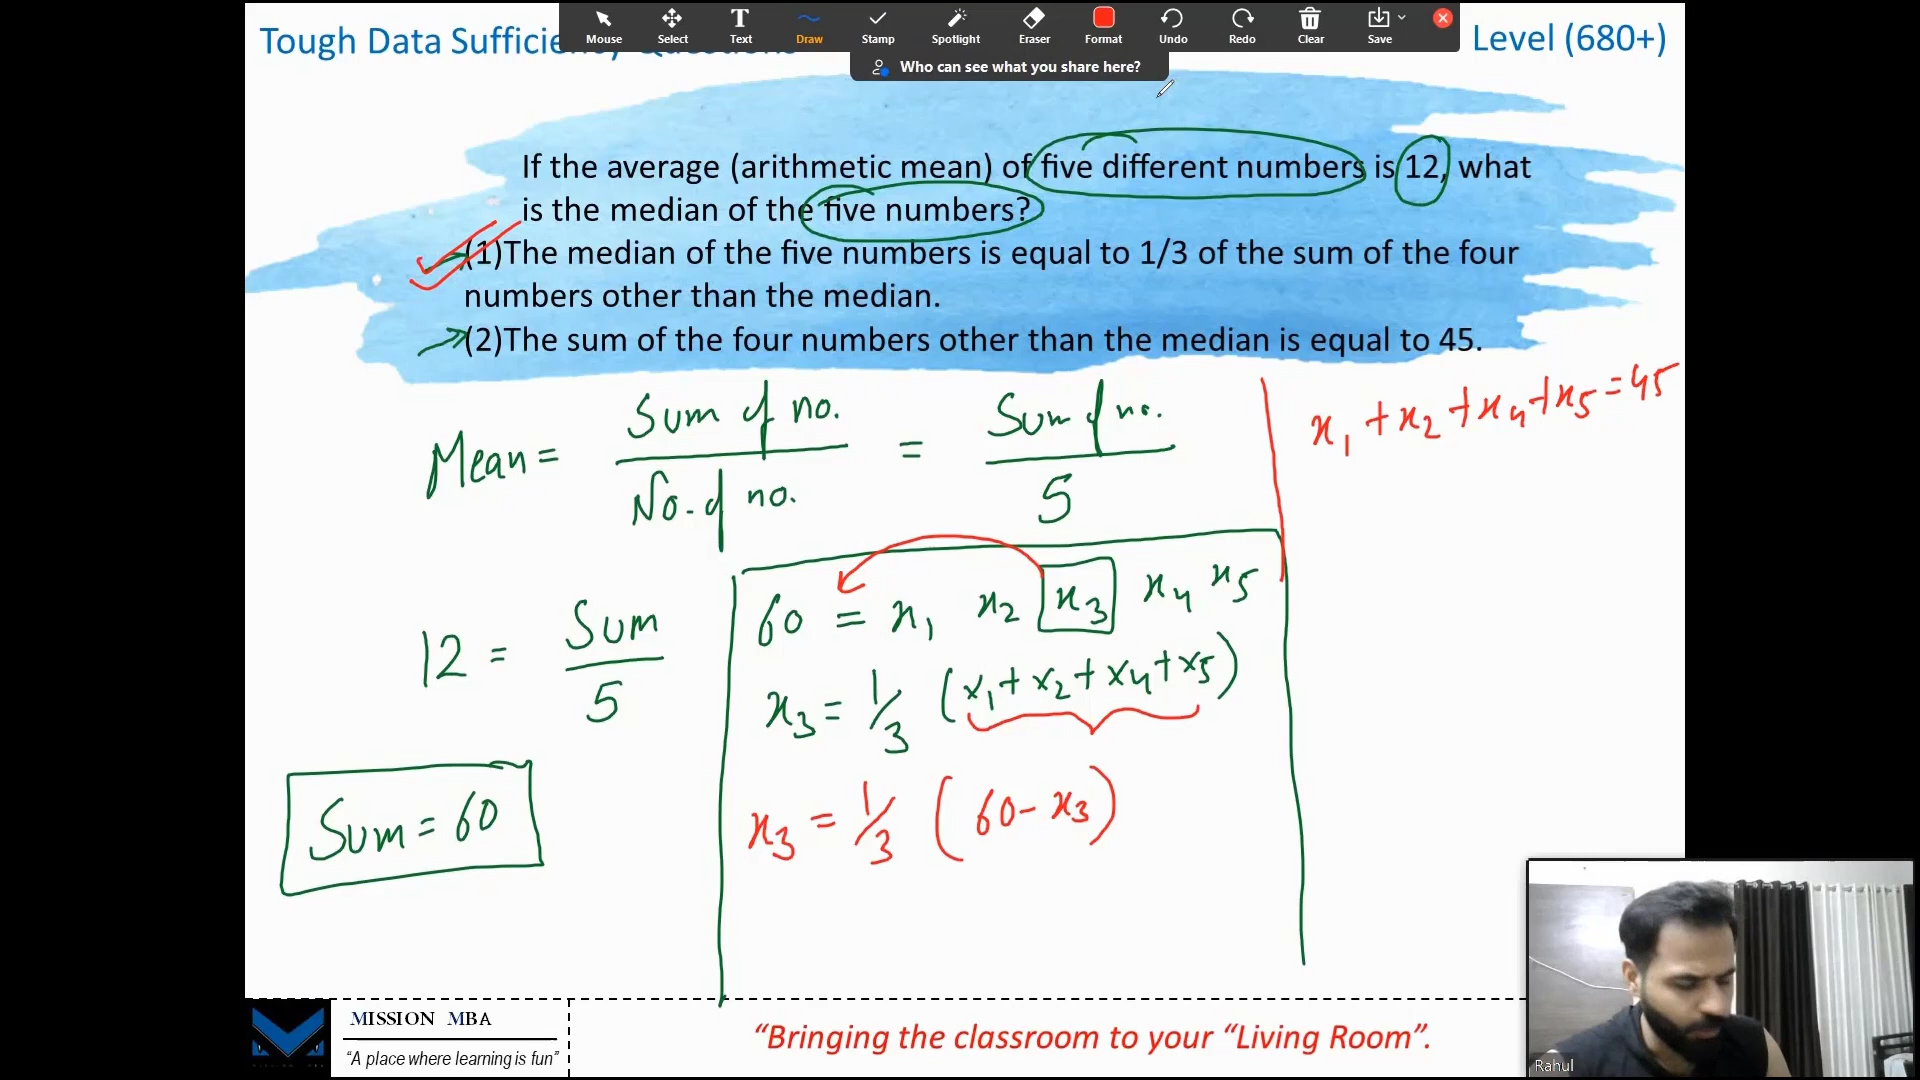 Mouse Select Text Draw Stamp Spotlight Eraser Format Undo Redo Clear Save
Who can see what you share here?
Tough Data Sufficiency Questions
Level (680+)
If the average (arithmetic mean) of five different numbers is 12, what
is the median of the five numbers?
(1)The median of the five numbers is equal to 1/3 of the sum of the four
numbers other than the median.
(2)The sum of the four numbers other than the median is equal to 45.
Mean = Sum of no. / No. of no. = Sum of no. / 5
x₁ + x₂ + x₄ + x₅ = 45
12 = Sum / 5
Sum = 60
60 = x₁ x₂ x₃ x₄ x₅
x₃ = 1/3 (x₁ + x₂ + x₄ + x₅)
x₃ = 1/3 (60 - x₃)
MISSION MBA
“A place where learning is fun”
“Bringing the classroom to your “Living Room”.
Rahul